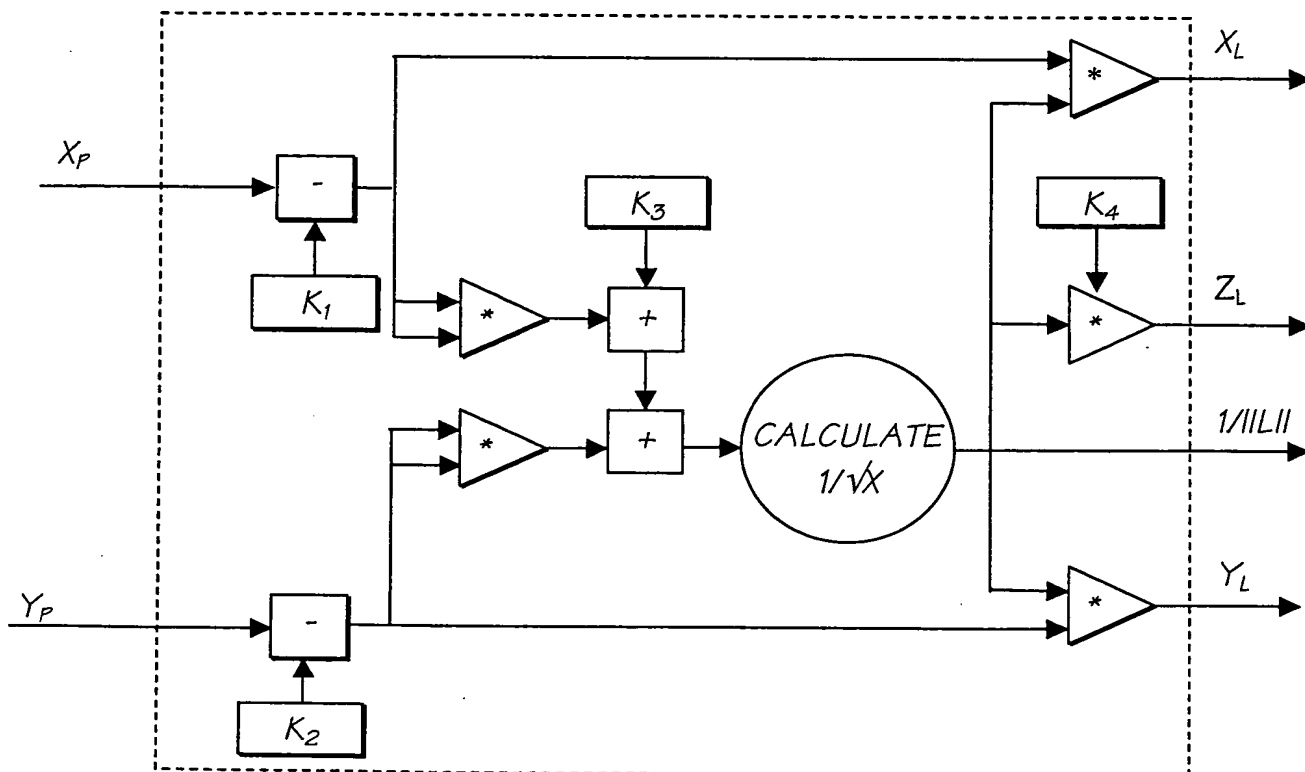 X_L
*
X_P
-
K_3
K_4
K_1
*
+
*
Z_L
*
+
CALCULATE
1/√X
1/||L||
Y_P
-
*
Y_L
K_2